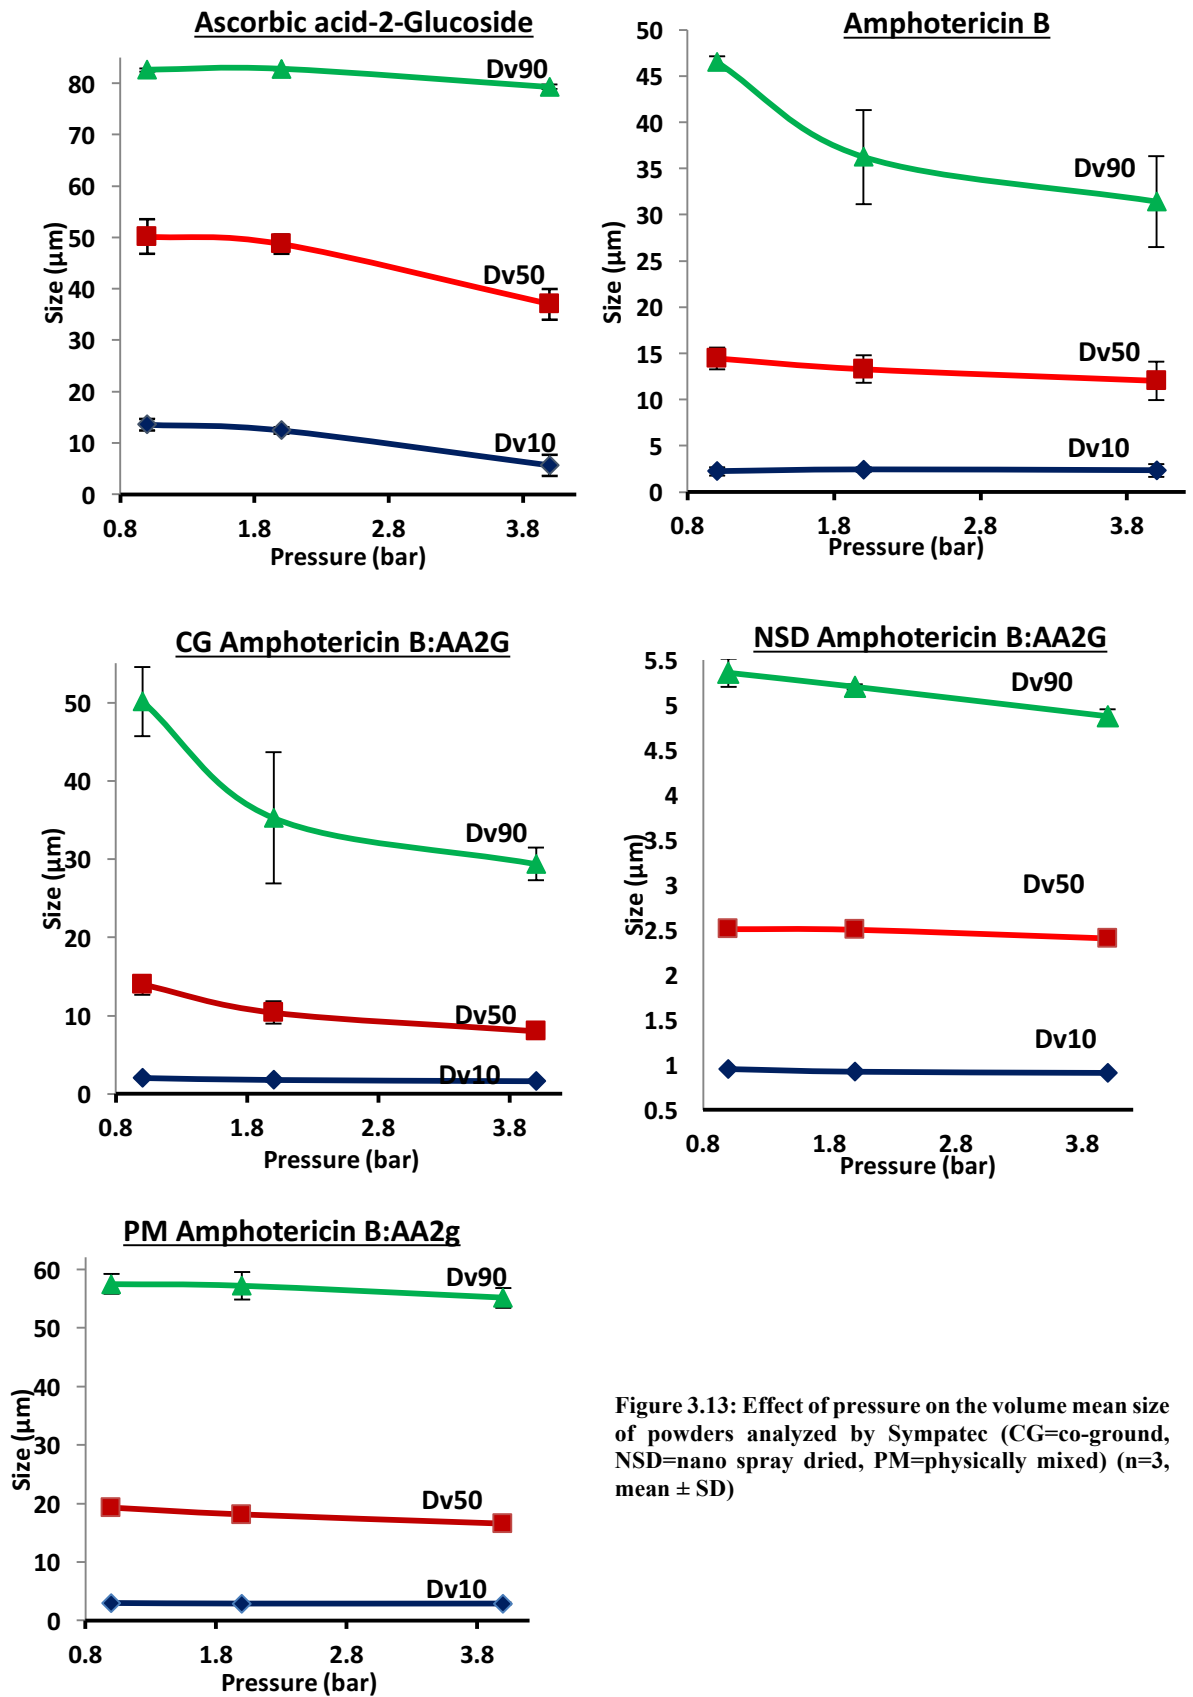 Ascorbic acid-2-Glucoside
80
70
60
50
40
30
20
10
0
Size (µm)
Dv90
Dv50
Dv10
0.8 1.8 2.8 3.8
Pressure (bar)
Amphotericin B
50
45
40
35
30
25
20
15
10
5
0
Size (µm)
Dv90
Dv50
Dv10
0.8 1.8 2.8 3.8
Pressure (bar)
CG Amphotericin B:AA2G
50
40
30
20
10
0
Size (µm)
Dv90
Dv50
Dv10
0.8 1.8 2.8 3.8
Pressure (bar)
NSD Amphotericin B:AA2G
5.5
5
4.5
4
3.5
3
2.5
2
1.5
1
0.5
Size (µm)
Dv90
Dv50
Dv10
0.8 1.8 2.8 3.8
Pressure (bar)
PM Amphotericin B:AA2g
60
50
40
30
20
10
0
Size (µm)
Dv90
Dv50
Dv10
0.8 1.8 2.8 3.8
Pressure (bar)
Figure 3.13: Effect of pressure on the volume mean size
of powders analyzed by Sympatec (CG=co-ground,
NSD=nano spray dried, PM=physically mixed) (n=3,
mean ± SD)